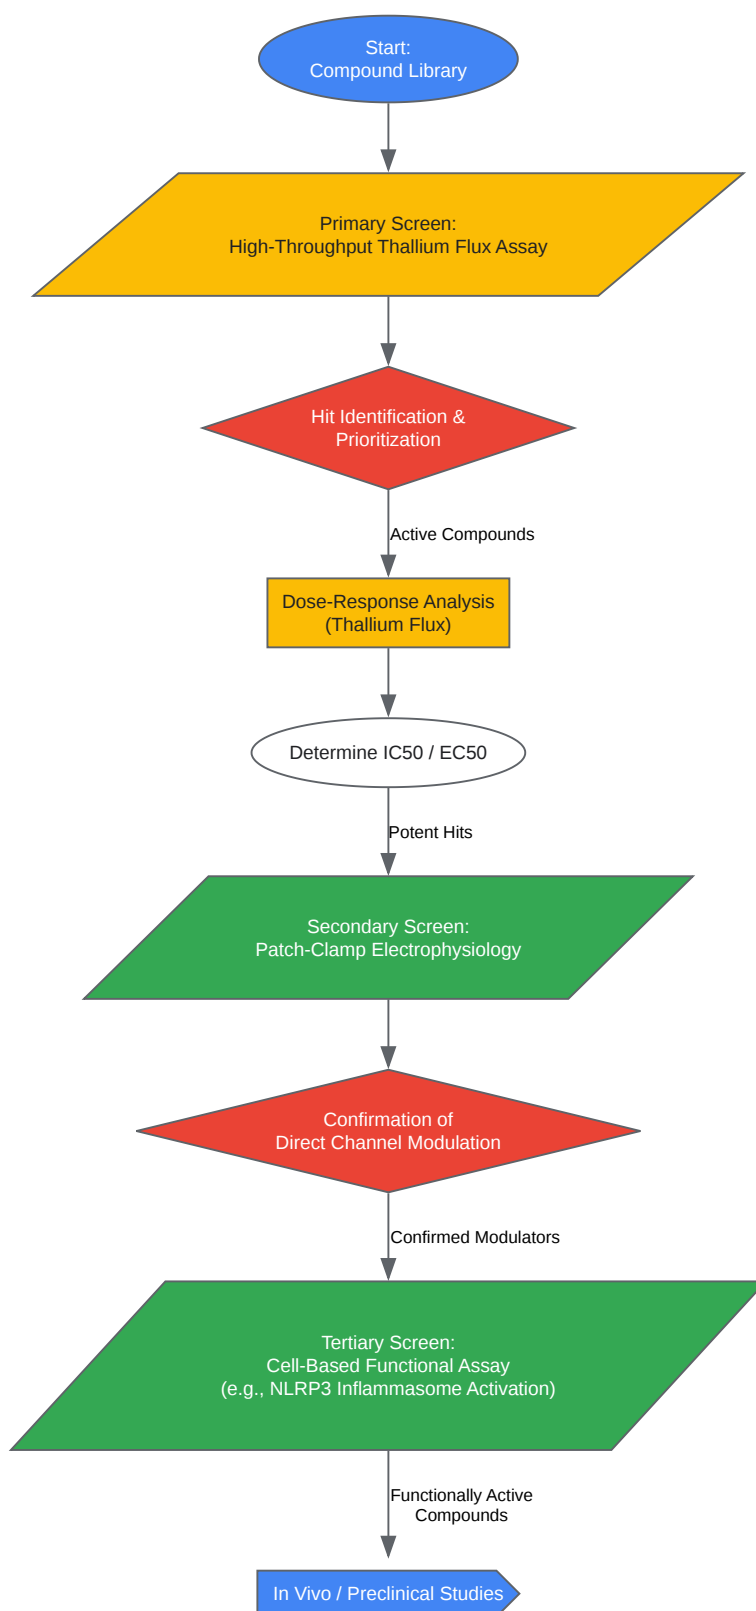 Start:
Compound Library
Primary Screen:
High-Throughput Thallium Flux Assay
Hit Identification &
Prioritization
Active Compounds
Dose-Response Analysis
(Thallium Flux)
Determine IC50 / EC50
Potent Hits
Secondary Screen:
Patch-Clamp Electrophysiology
Confirmation of
Direct Channel Modulation
Confirmed Modulators
Tertiary Screen:
Cell-Based Functional Assay
(e.g., NLRP3 Inflammasome Activation)
Functionally Active
Compounds
In Vivo / Preclinical Studies